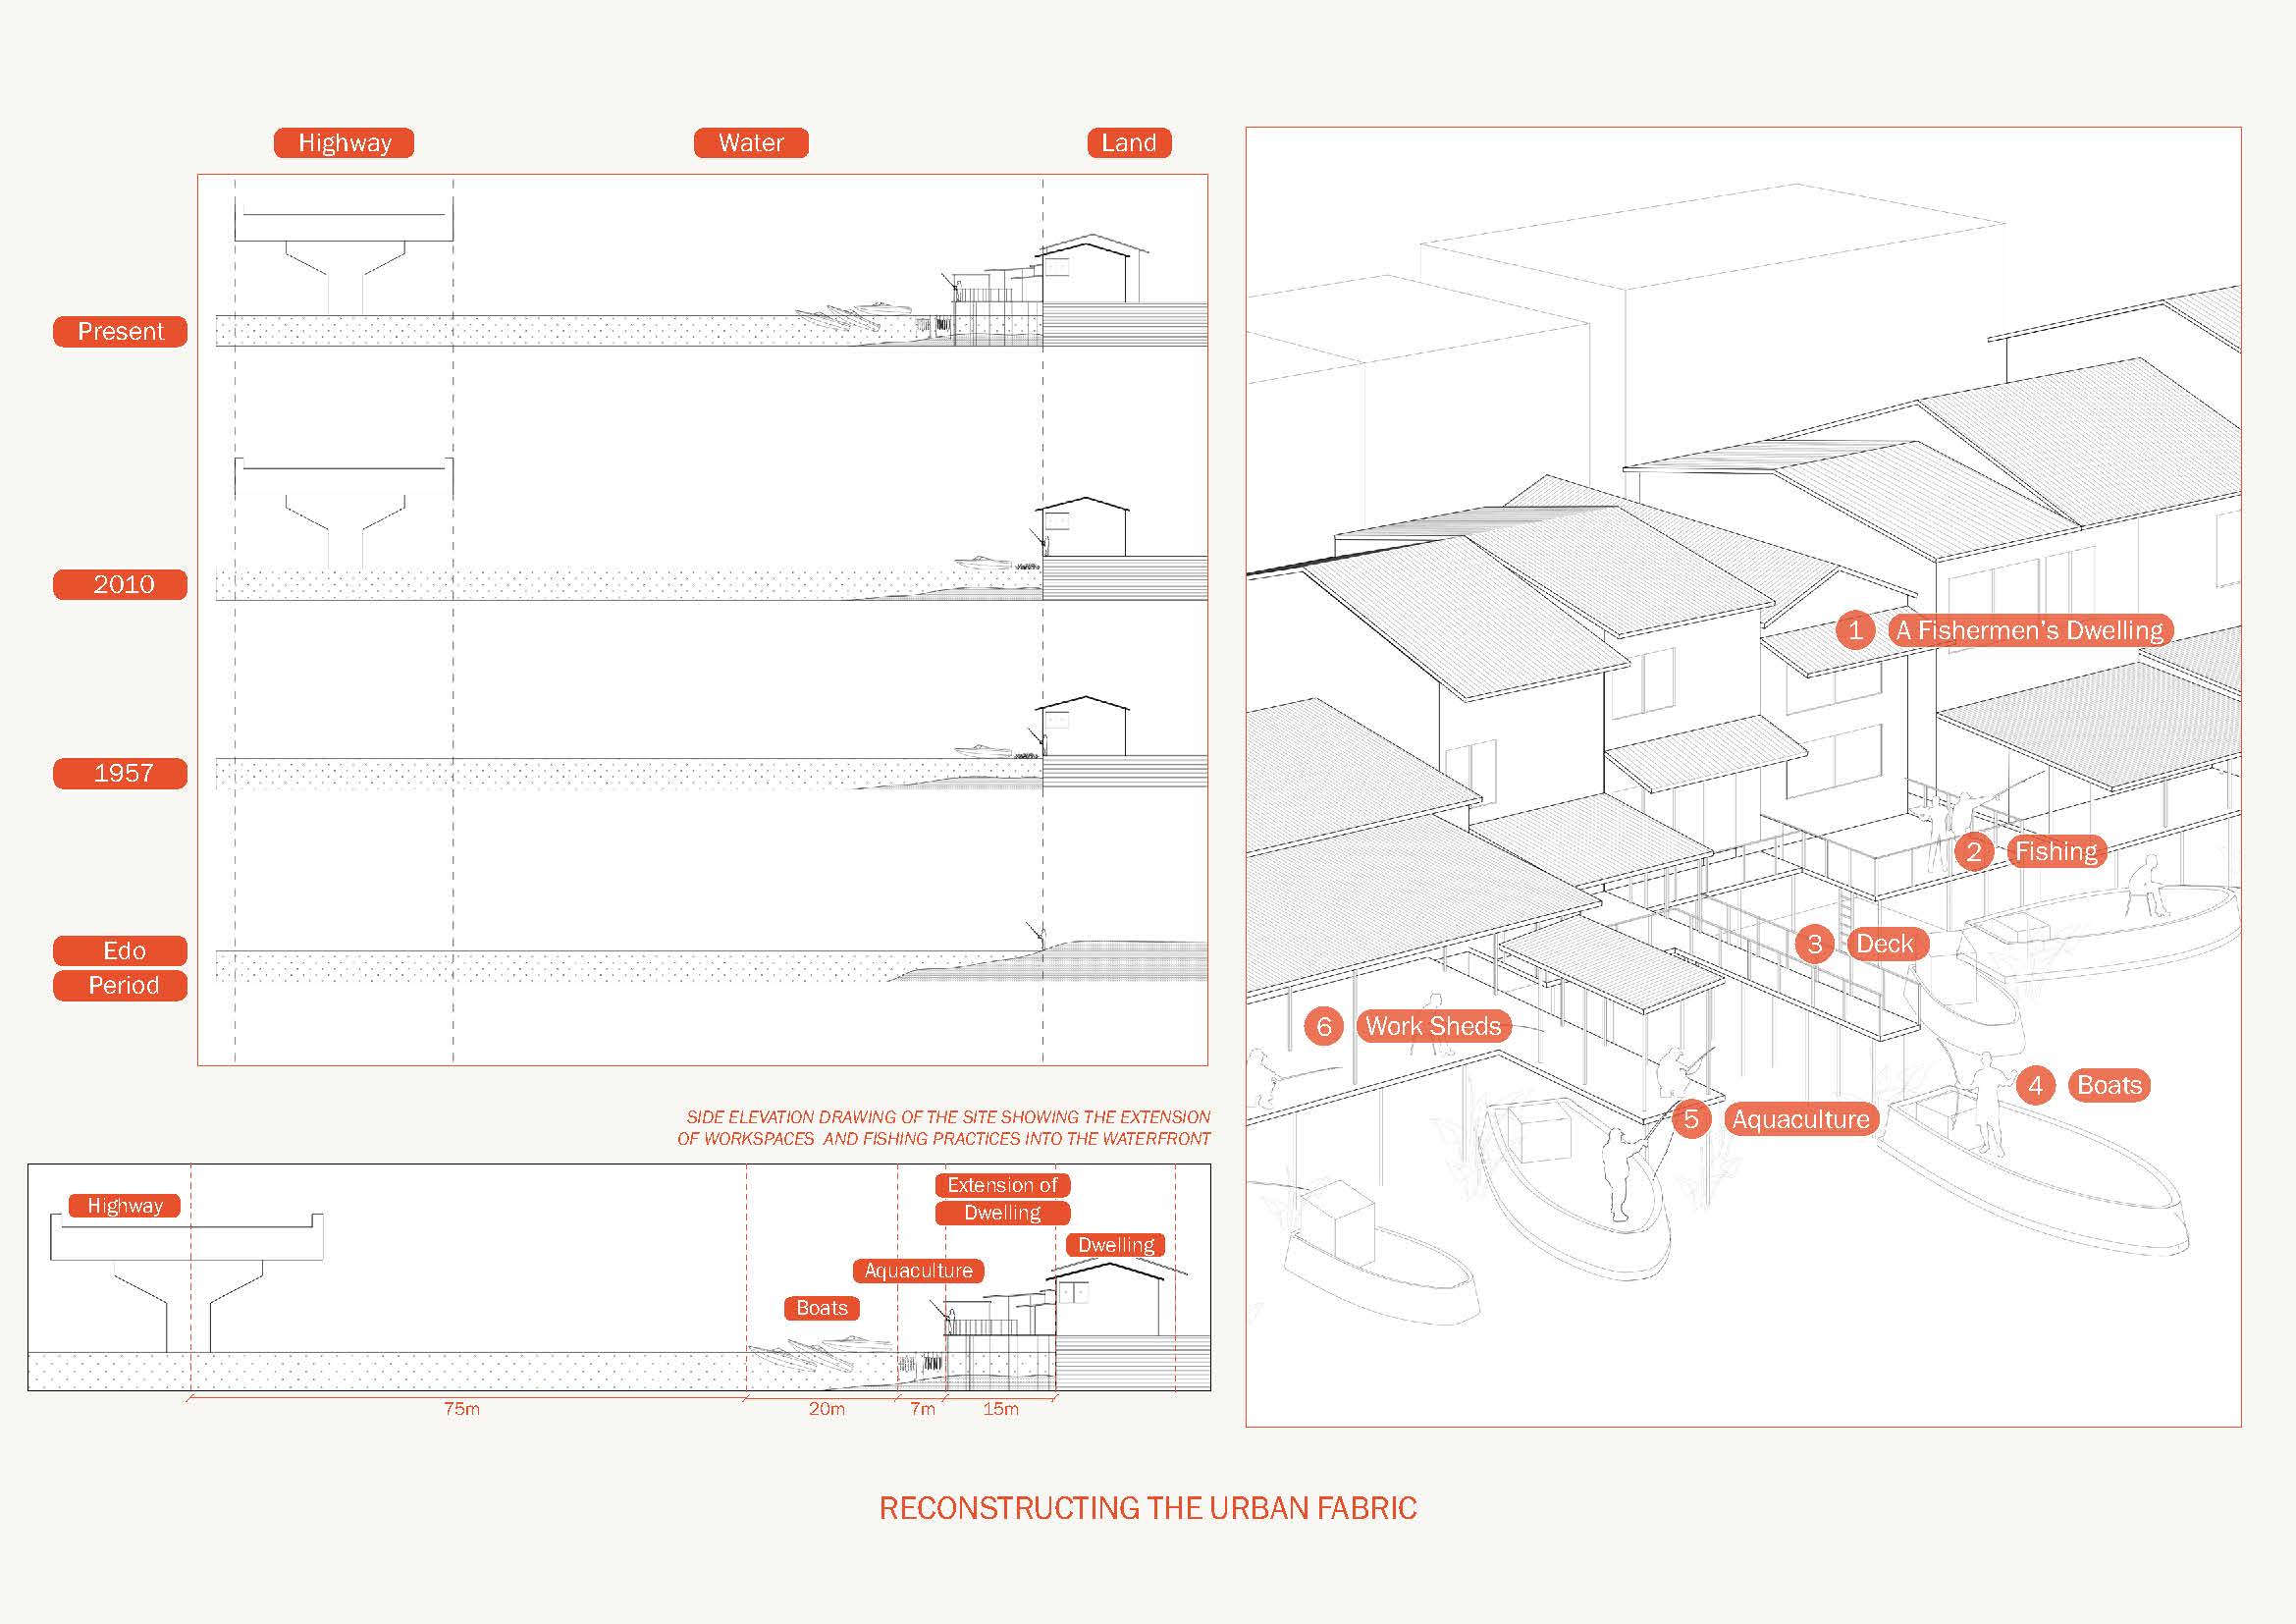 Highway
Water
Land
Present
2010
1957
Edo
Period
SIDE ELEVATION DRAWING OF THE SITE SHOWING THE EXTENSION
OF WORKSPACES AND FISHING PRACTICES INTO THE WATERFRONT
Highway
Extension of
Dwelling
Dwelling
Aquaculture
Boats
75m
20m
7m
15m
1 A Fishermen's Dwelling
2 Fishing
3 Deck
6 Work Sheds
4 Boats
5 Aquaculture
RECONSTRUCTING THE URBAN FABRIC